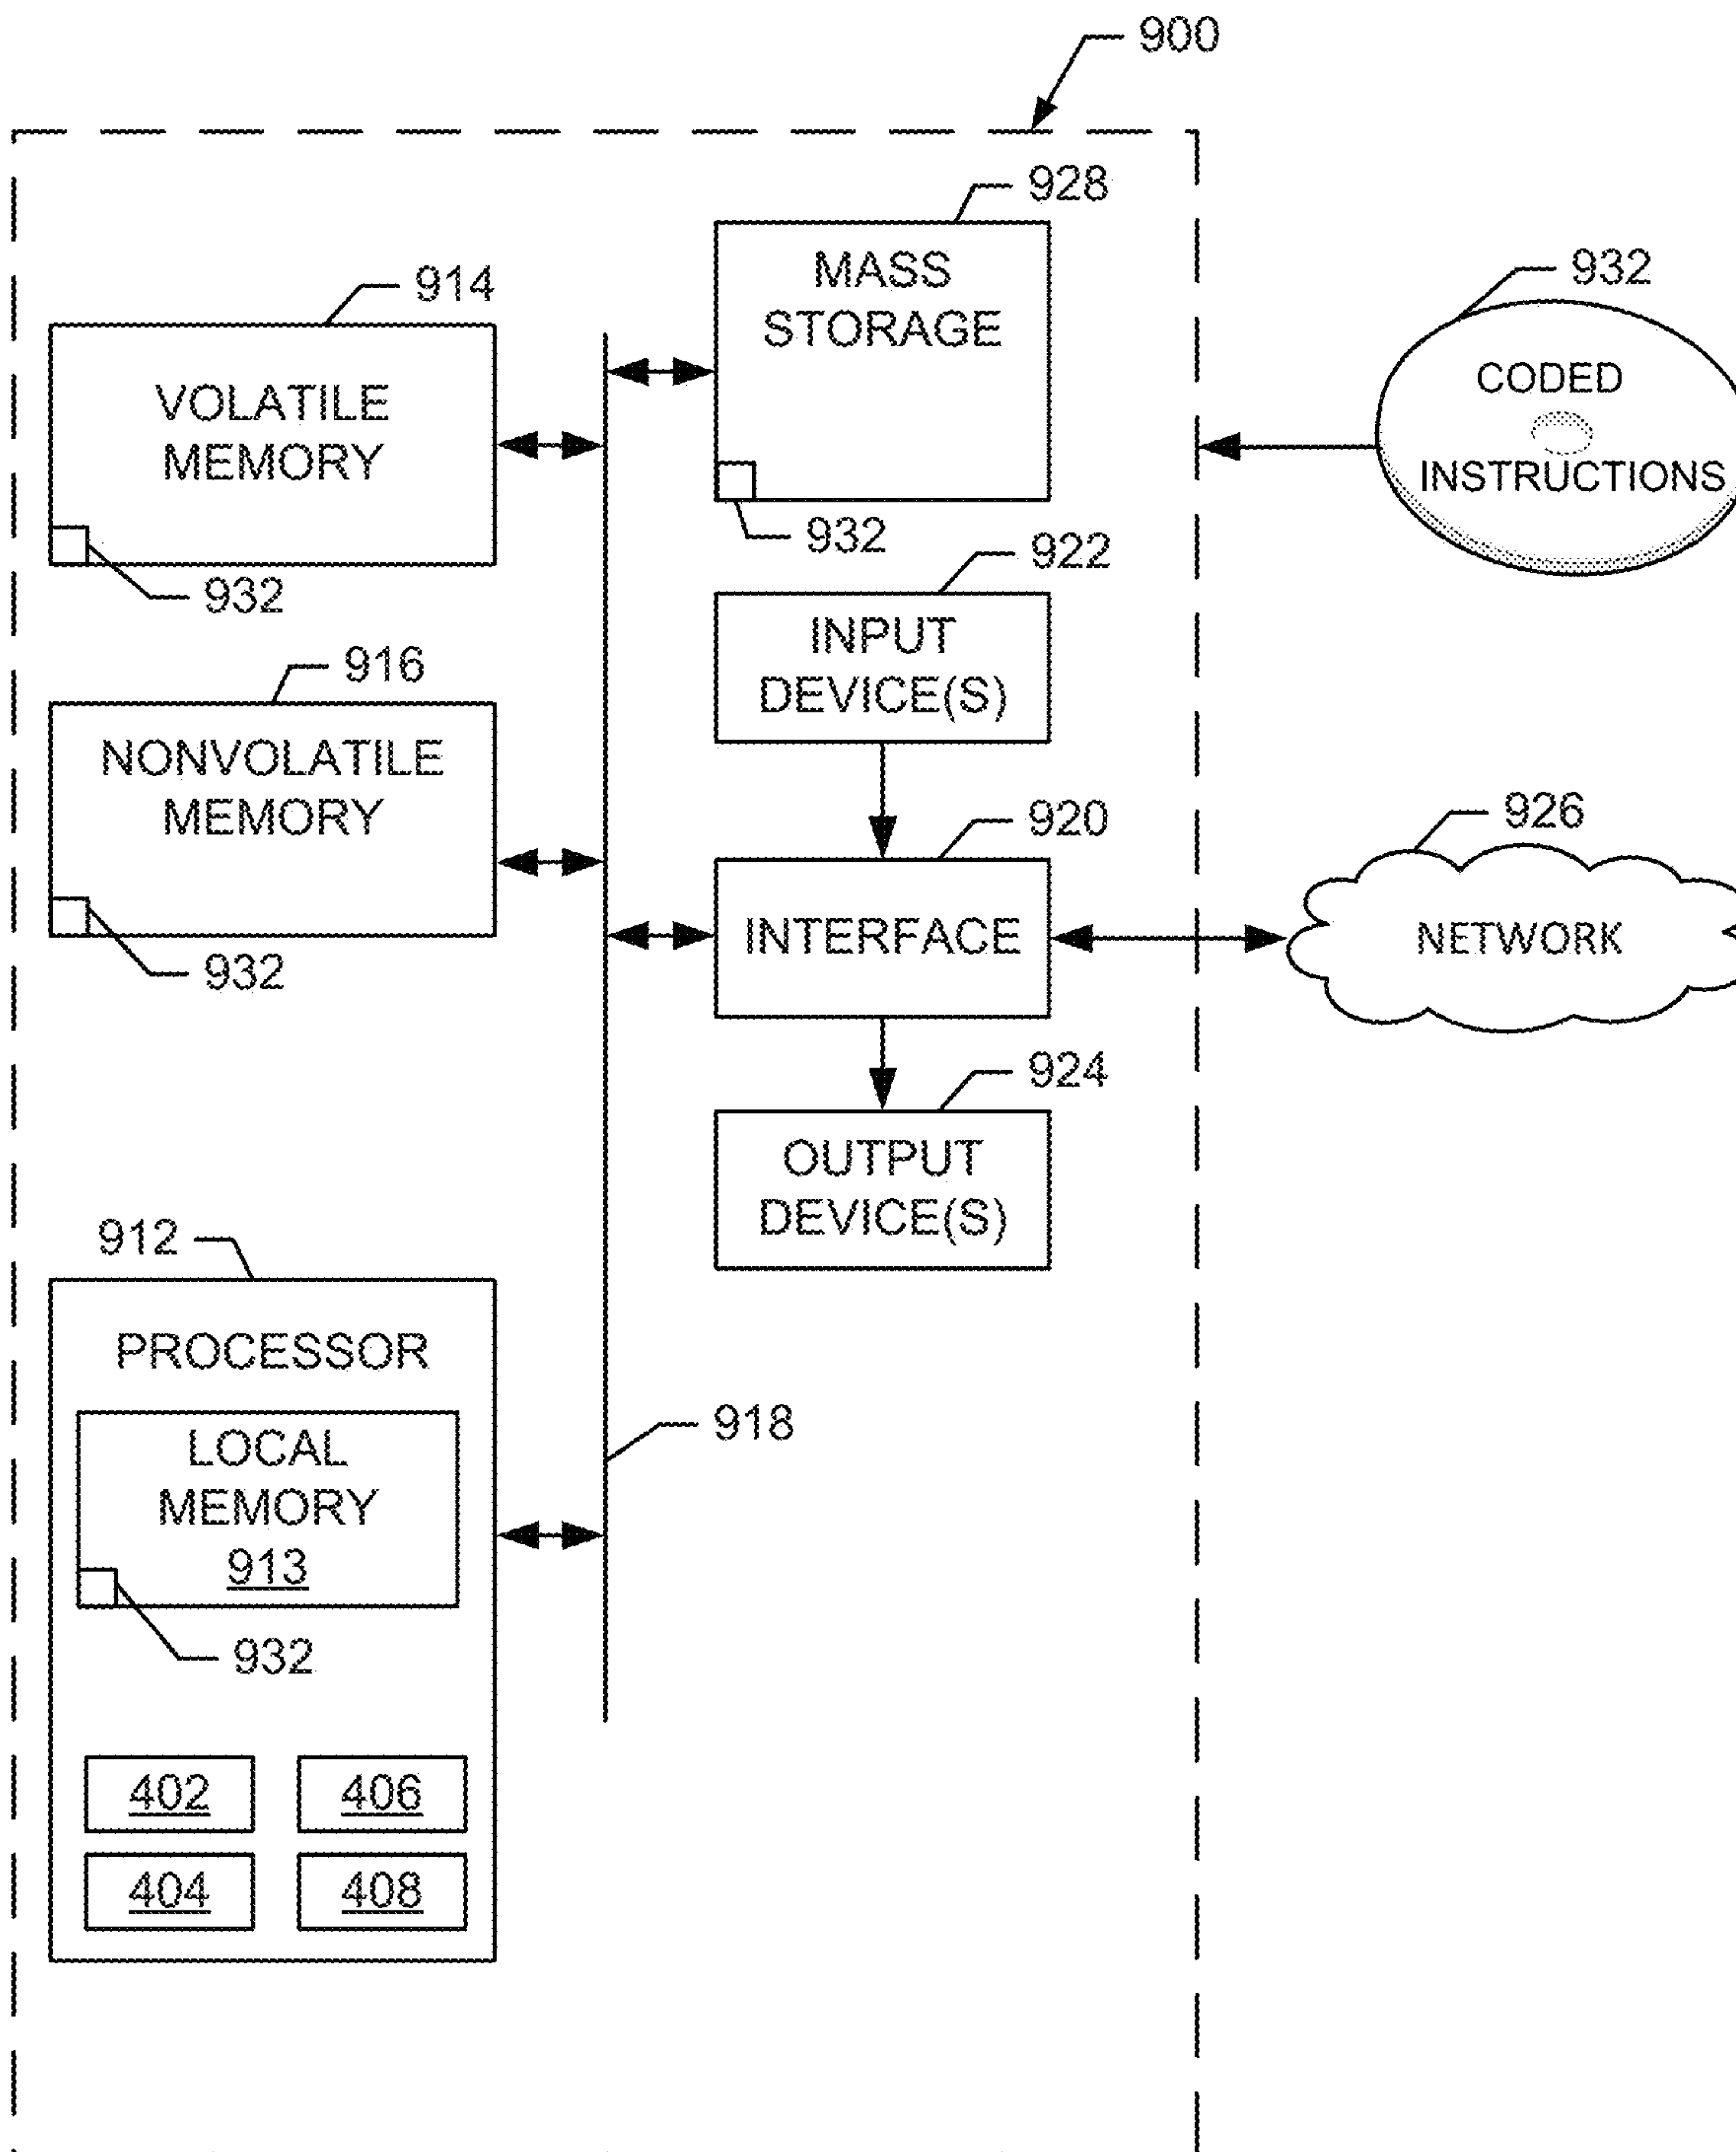 900
928
MASS
STORAGE
932
914
VOLATILE
MEMORY
932
932
CODED
INSTRUCTIONS
922
INPUT
DEVICE(S)
916
NONVOLATILE
MEMORY
932
920
INTERFACE
926
NETWORK
924
OUTPUT
DEVICE(S)
912
PROCESSOR
LOCAL
MEMORY
913
932
918
402
406
404
408